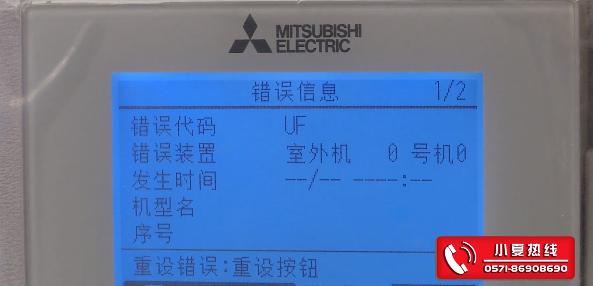 MITSUBISHI
ELECTRIC
错误信息 1/2
错误代码 UF
错误装置 室外机 0 号机0
发生时间 --/-- ----:--
机型名
序号
重设错误:重设按钮
小夏热线
0571-86908690